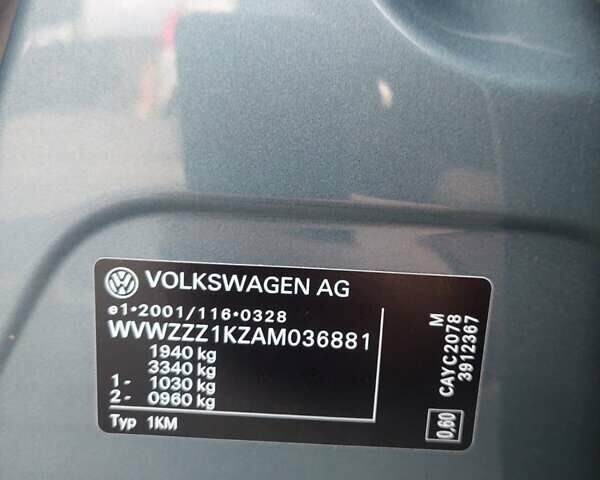 VOLKSWAGEN AG
e1*2001/116*0328
WVWZZZ1KZAM036881
1940 kg
3340 kg
1- 1030 kg
2- 0960 kg
Typ 1KM
M
CAYC2078
3912367
0,60